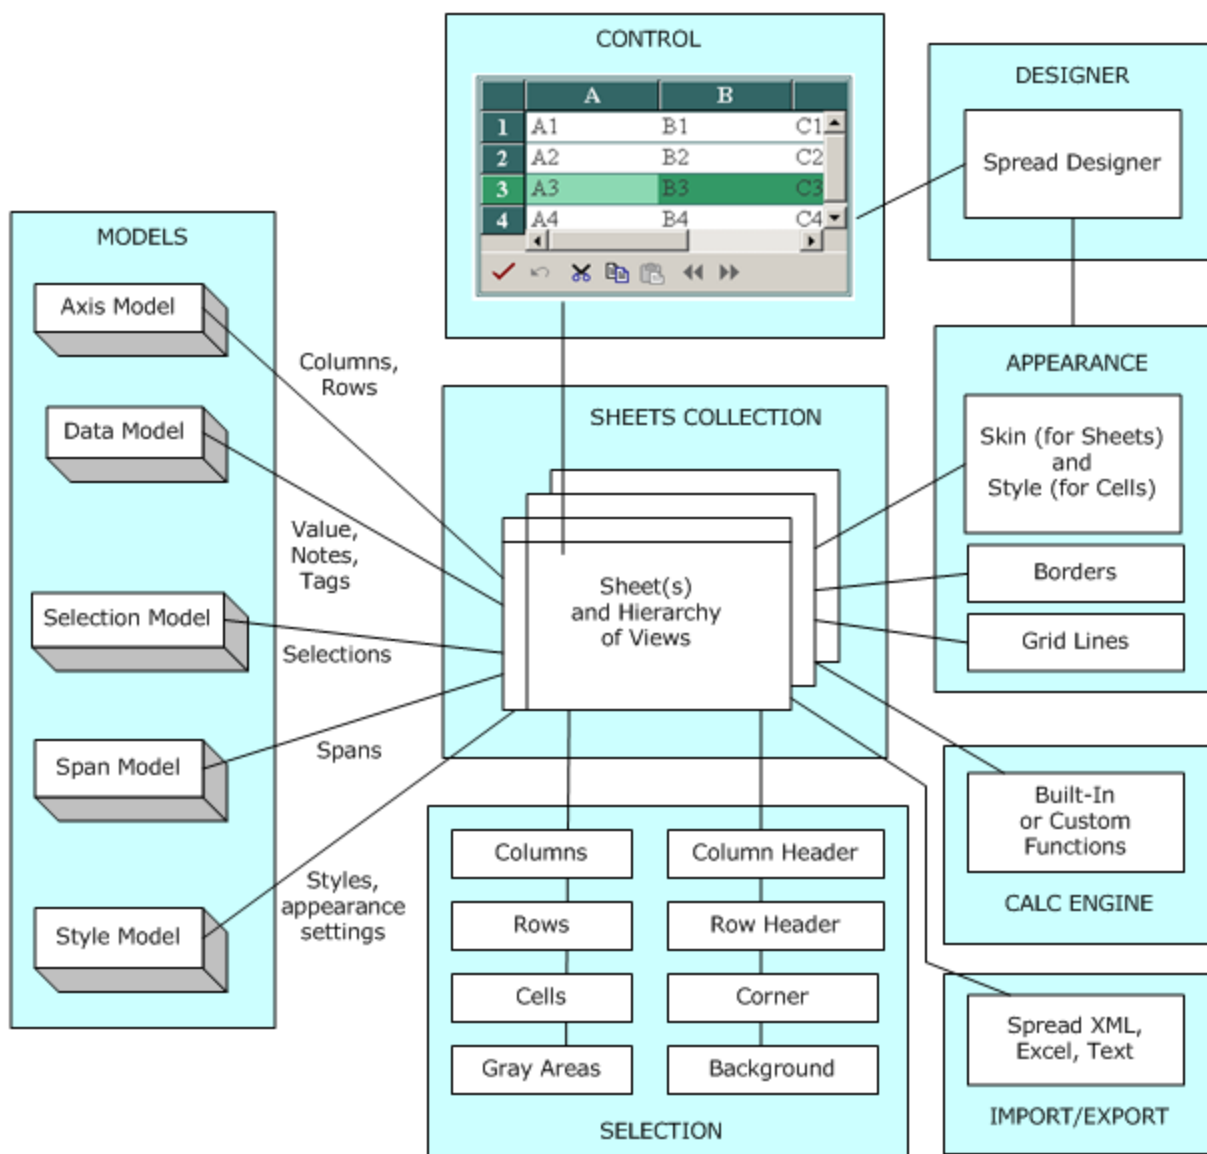 CONTROL
A B
1 A1 B1 C1
2 A2 B2 C2
3 A3 B3 C3
4 A4 B4 C4
DESIGNER
Spread Designer
MODELS
Axis Model
Data Model
Selection Model
Span Model
Style Model
Columns,
Rows
Value,
Notes,
Tags
Selections
Spans
Styles,
appearance
settings
SHEETS COLLECTION
Sheet(s)
and Hierarchy
of Views
APPEARANCE
Skin (for Sheets)
and
Style (for Cells)
Borders
Grid Lines
Built-In
or Custom
Functions
CALC ENGINE
Spread XML,
Excel, Text
IMPORT/EXPORT
Columns
Rows
Cells
Gray Areas
Column Header
Row Header
Corner
Background
SELECTION